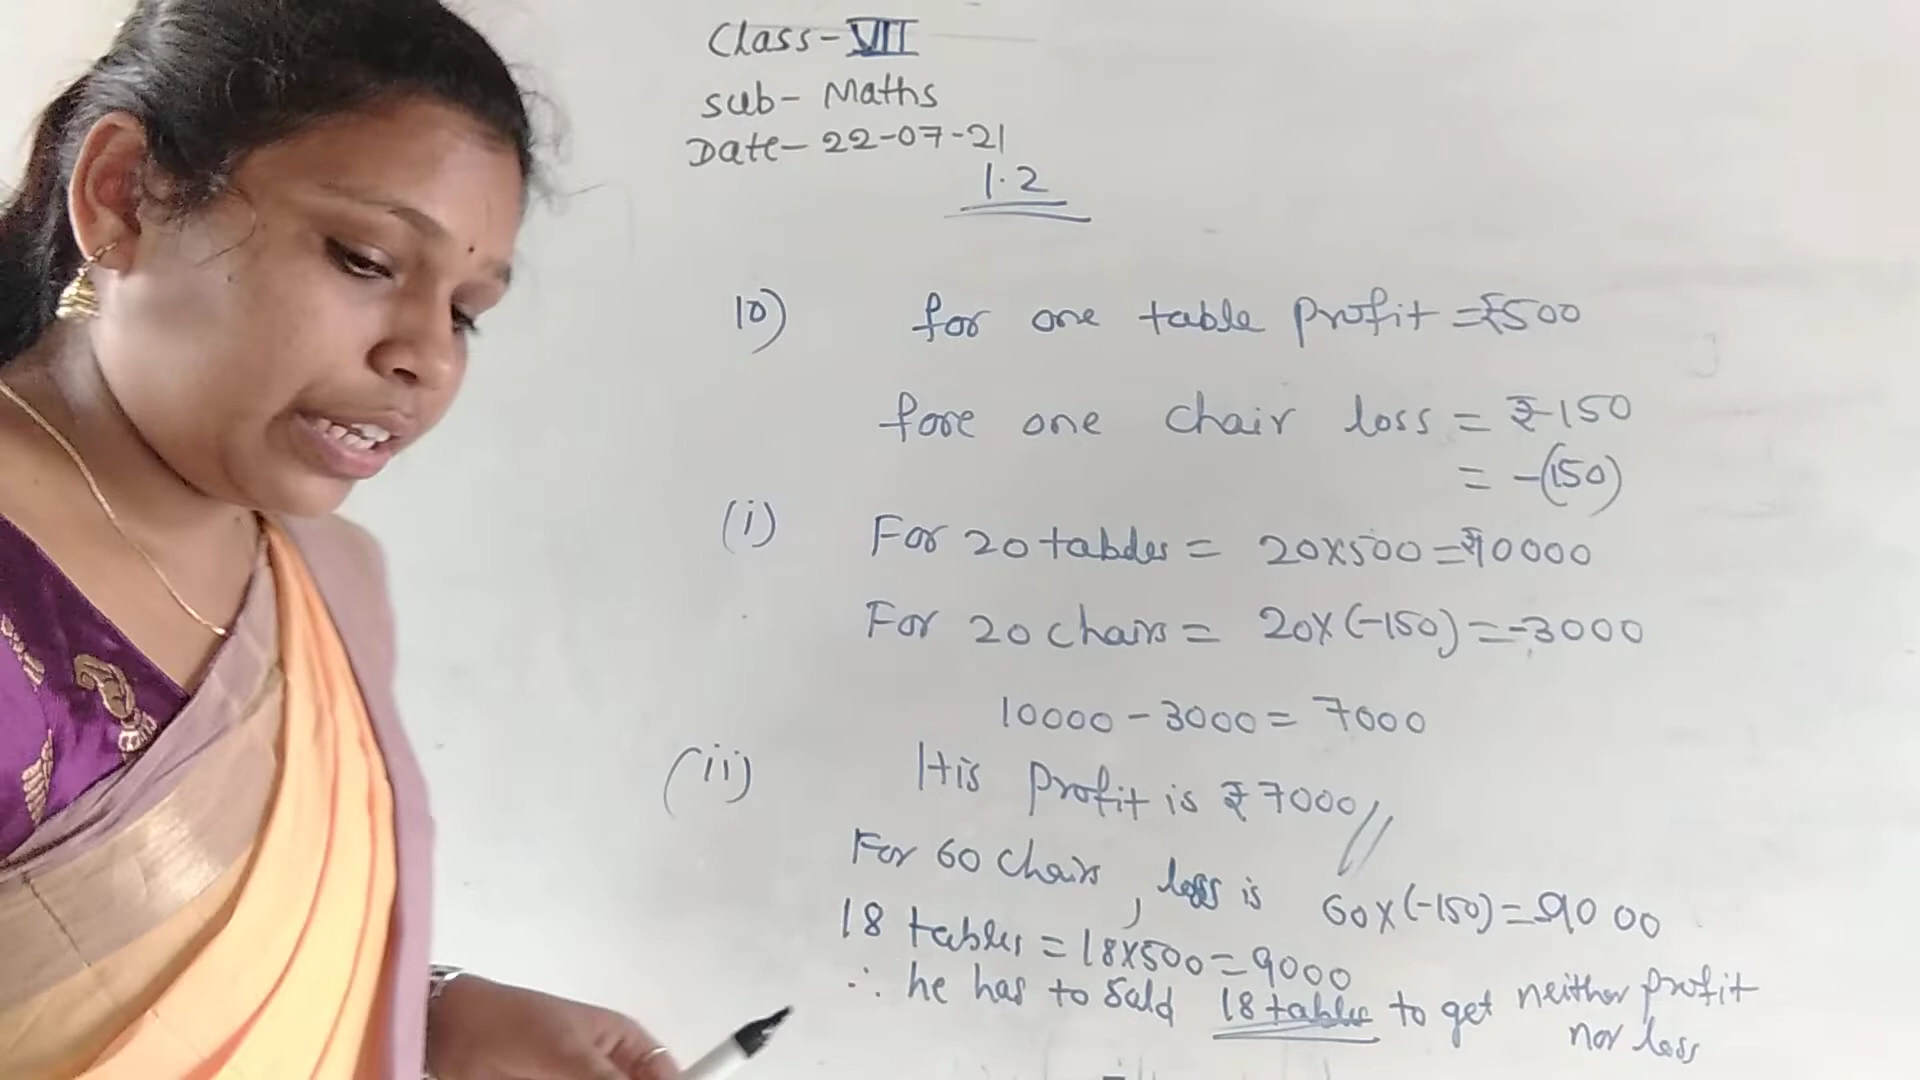 Class-VII
sub- Maths
Date- 22-07-21
1.2
10) for one table profit =₹500
fore one chair loss = ₹150
= -(150)
(i) For 20 tables = 20x500=₹10000
For 20 chairs = 20x(-150)=-3000
10000-3000= 7000
(ii) His profit is ₹7000//
For 60 chairs, loss is 60x(-150)=-9000
18 tables = 18x500=9000
∴ he has to sald 18 tables to get neither profit
nor loss